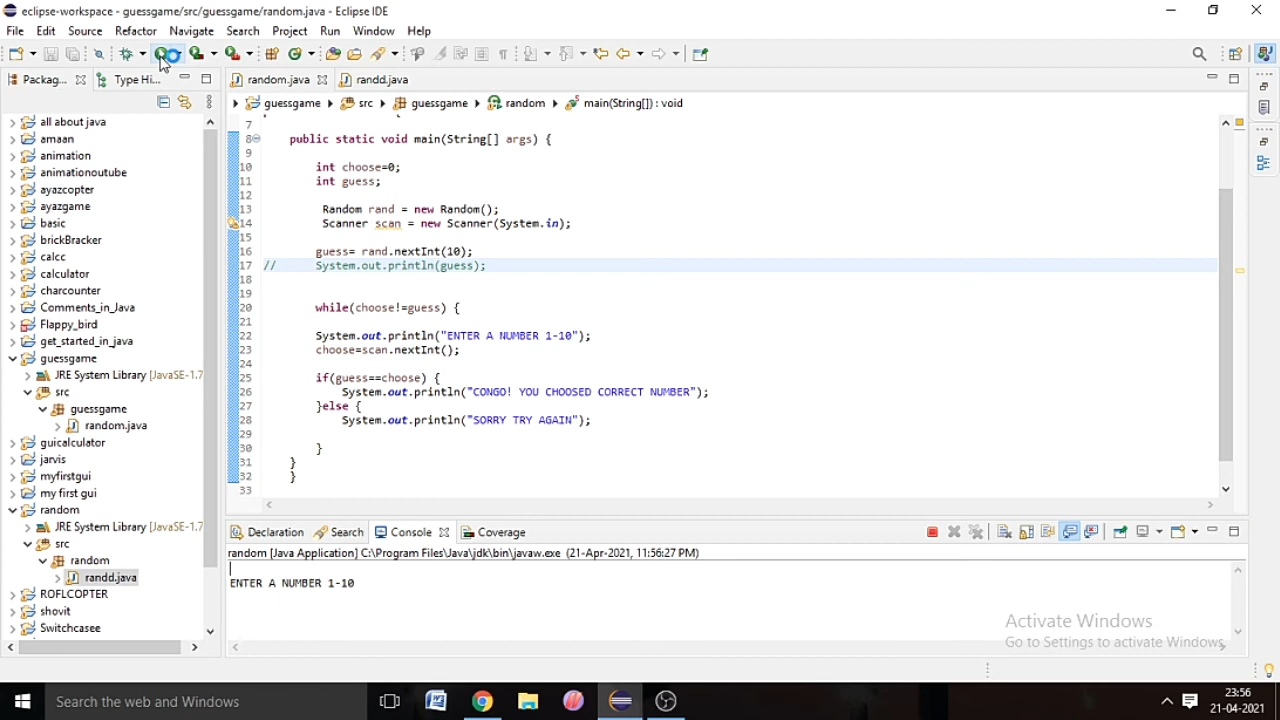 eclipse-workspace - guessgame/src/guessgame/random.java - Eclipse IDE
File Edit Source Refactor Navigate Search Project Run Window Help
Packag... Type Hi... random.java randd.java
guessgame src guessgame random main(String[]) : void
all about java
amaan
animation
animationoutube
ayazcopter
ayazgame
basic
brickBracker
calcc
calculator
charcounter
Comments_in_Java
Flappy_bird
get_started_in_java
guessgame
JRE System Library [JavaSE-1.7
src
guessgame
random.java
guicalculator
jarvis
myfirstgui
my first gui
random
JRE System Library [JavaSE-1.7
src
random
randd.java
ROFLCOPTER
shovit
Switchcasee
7
8 public static void main(String[] args) {
9
10 int choose=0;
11 int guess;
12
13 Random rand = new Random();
14 Scanner scan = new Scanner(System.in);
15
16 guess= rand.nextInt(10);
17 // System.out.println(guess);
18
19
20 while(choose!=guess) {
21
22 System.out.println("ENTER A NUMBER 1-10");
23 choose=scan.nextInt();
24
25 if(guess==choose) {
26 System.out.println("CONGO! YOU CHOOSED CORRECT NUMBER");
27 }else {
28 System.out.println("SORRY TRY AGAIN");
29
30 }
31 }
32 }
33
Declaration Search Console Coverage
random [Java Application] C:\Program Files\Java\jdk\bin\javaw.exe (21-Apr-2021, 11:56:27 PM)
ENTER A NUMBER 1-10
Activate Windows
Go to Settings to activate Windows.
Search the web and Windows
23:56
21-04-2021